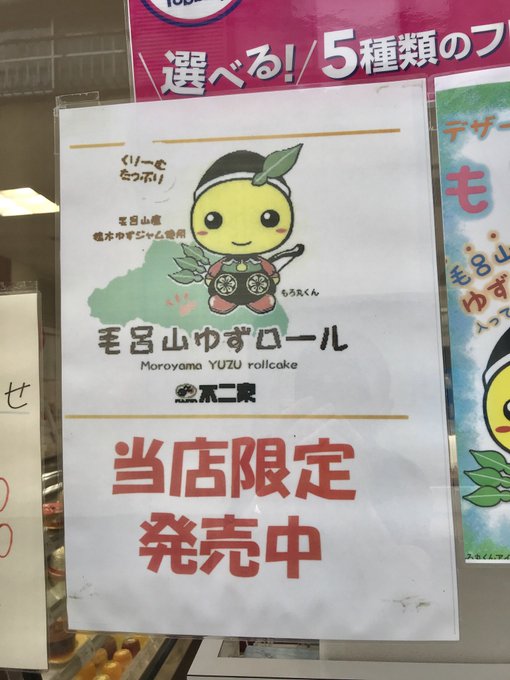 選べる!
5種類のフ
くりーむ
たっぷり
毛呂山産
桂木ゆずジャム使用
もろ丸くん
毛呂山ゆずロール
Moroyama YUZU rollcake
FUJIYA 不二家
当店限定
発売中
せ
デザー
も
毛呂山
ゆず
入って